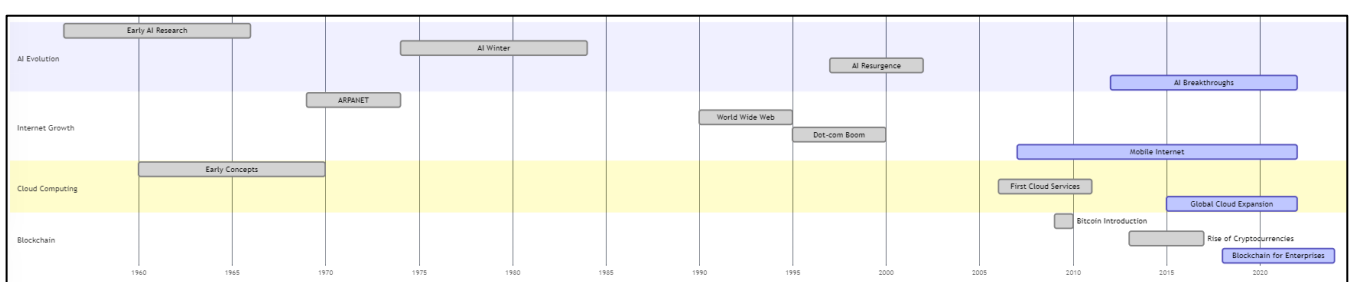 Early AI Research
AI Winter
AI Evolution
AI Resurgence
AI Breakthroughs
ARPANET
World Wide Web
Internet Growth
Dot-com Boom
Mobile Internet
Early Concepts
Cloud Computing
First Cloud Services
Global Cloud Expansion
Bitcoin Introduction
Blockchain
Rise of Cryptocurrencies
Blockchain for Enterprises
1960 1965 1970 1975 1980 1985 1990 1995 2000 2005 2010 2015 2020